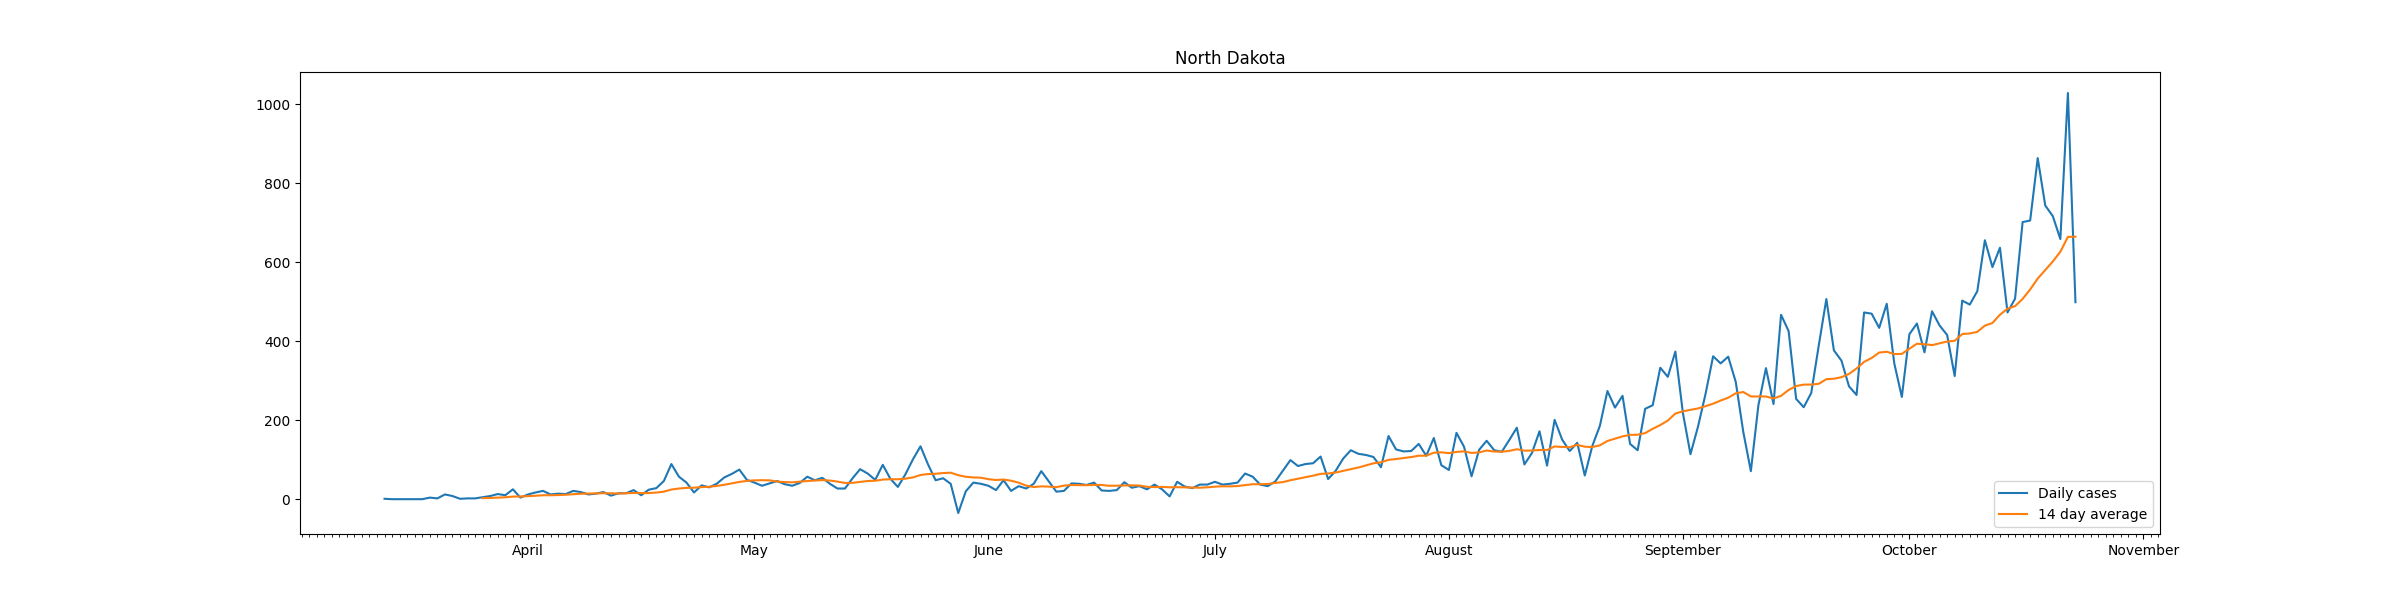 North Dakota
1000
800
600
400
200
0
April May June July August September October November
Daily cases
14 day average